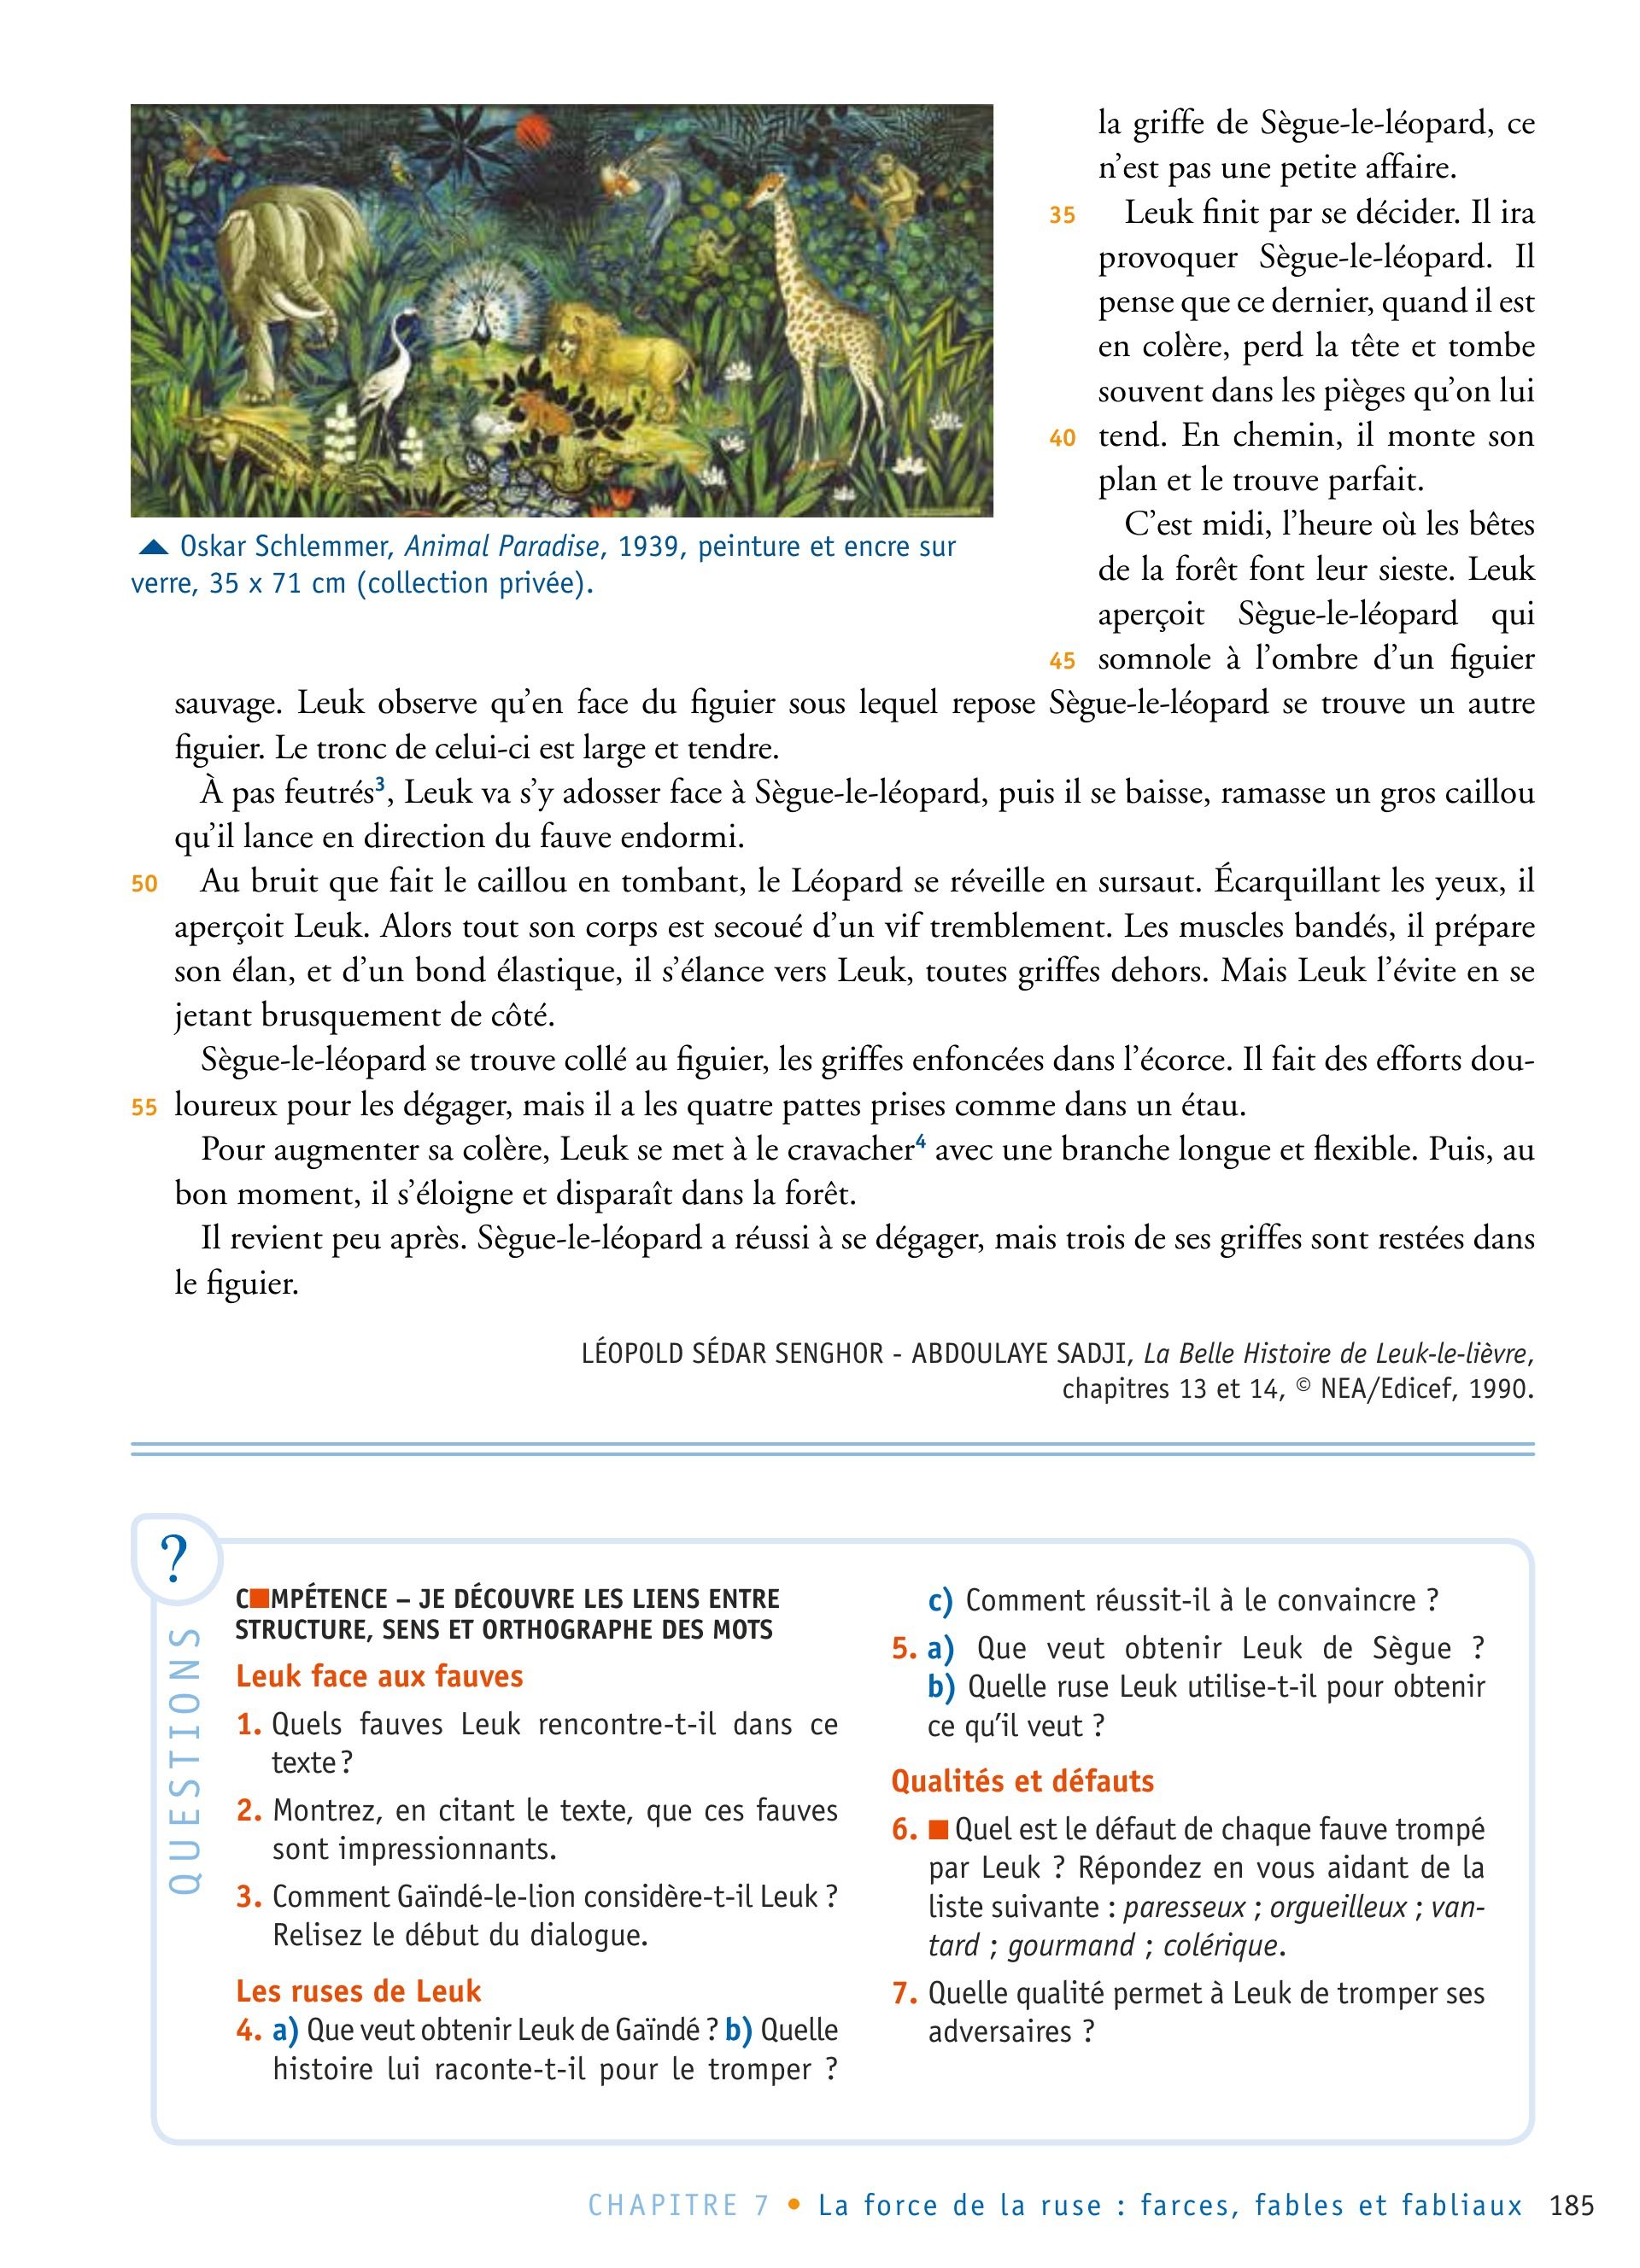 la griffe de Sègue-le-léopard, ce
n'est pas une petite affaire.
35 Leuk finit par se décider. Il ira
provoquer Sègue-le-léopard. Il
pense que ce dernier, quand il est
en colère, perd la tête et tombe
souvent dans les pièges qu'on lui
40 tend. En chemin, il monte son
plan et le trouve parfait.
C'est midi, l'heure où les bêtes
de la forêt font leur sieste. Leuk
aperçoit Sègue-le-léopard qui
45 somnole à l'ombre d'un figuier
▲ Oskar Schlemmer, Animal Paradise, 1939, peinture et encre sur
verre, 35 x 71 cm (collection privée).
sauvage. Leuk observe qu'en face du figuier sous lequel repose Sègue-le-léopard se trouve un autre
figuier. Le tronc de celui-ci est large et tendre.
À pas feutrés³, Leuk va s'y adosser face à Sègue-le-léopard, puis il se baisse, ramasse un gros caillou
qu'il lance en direction du fauve endormi.
50 Au bruit que fait le caillou en tombant, le Léopard se réveille en sursaut. Écarquillant les yeux, il
aperçoit Leuk. Alors tout son corps est secoué d'un vif tremblement. Les muscles bandés, il prépare
son élan, et d'un bond élastique, il s'élance vers Leuk, toutes griffes dehors. Mais Leuk l'évite en se
jetant brusquement de côté.
Sègue-le-léopard se trouve collé au figuier, les griffes enfoncées dans l'écorce. Il fait des efforts dou-
55 loureux pour les dégager, mais il a les quatre pattes prises comme dans un étau.
Pour augmenter sa colère, Leuk se met à le cravacher⁴ avec une branche longue et flexible. Puis, au
bon moment, il s'éloigne et disparaît dans la forêt.
Il revient peu après. Sègue-le-léopard a réussi à se dégager, mais trois de ses griffes sont restées dans
le figuier.
LÉOPOLD SÉDAR SENGHOR - ABDOULAYE SADJI, La Belle Histoire de Leuk-le-lièvre,
chapitres 13 et 14, © NEA/Edicef, 1990.
?
QUESTIONS
C■MPÉTENCE – JE DÉCOUVRE LES LIENS ENTRE
STRUCTURE, SENS ET ORTHOGRAPHE DES MOTS
Leuk face aux fauves
1. Quels fauves Leuk rencontre-t-il dans ce
texte ?
2. Montrez, en citant le texte, que ces fauves
sont impressionnants.
3. Comment Gaïndé-le-lion considère-t-il Leuk ?
Relisez le début du dialogue.
Les ruses de Leuk
4. a) Que veut obtenir Leuk de Gaïndé ? b) Quelle
histoire lui raconte-t-il pour le tromper ?
c) Comment réussit-il à le convaincre ?
5. a) Que veut obtenir Leuk de Sègue ?
b) Quelle ruse Leuk utilise-t-il pour obtenir
ce qu'il veut ?
Qualités et défauts
6. ■ Quel est le défaut de chaque fauve trompé
par Leuk ? Répondez en vous aidant de la
liste suivante : paresseux ; orgueilleux ; van-
tard ; gourmand ; colérique.
7. Quelle qualité permet à Leuk de tromper ses
adversaires ?
CHAPITRE 7 • La force de la ruse : farces, fables et fabliaux 185